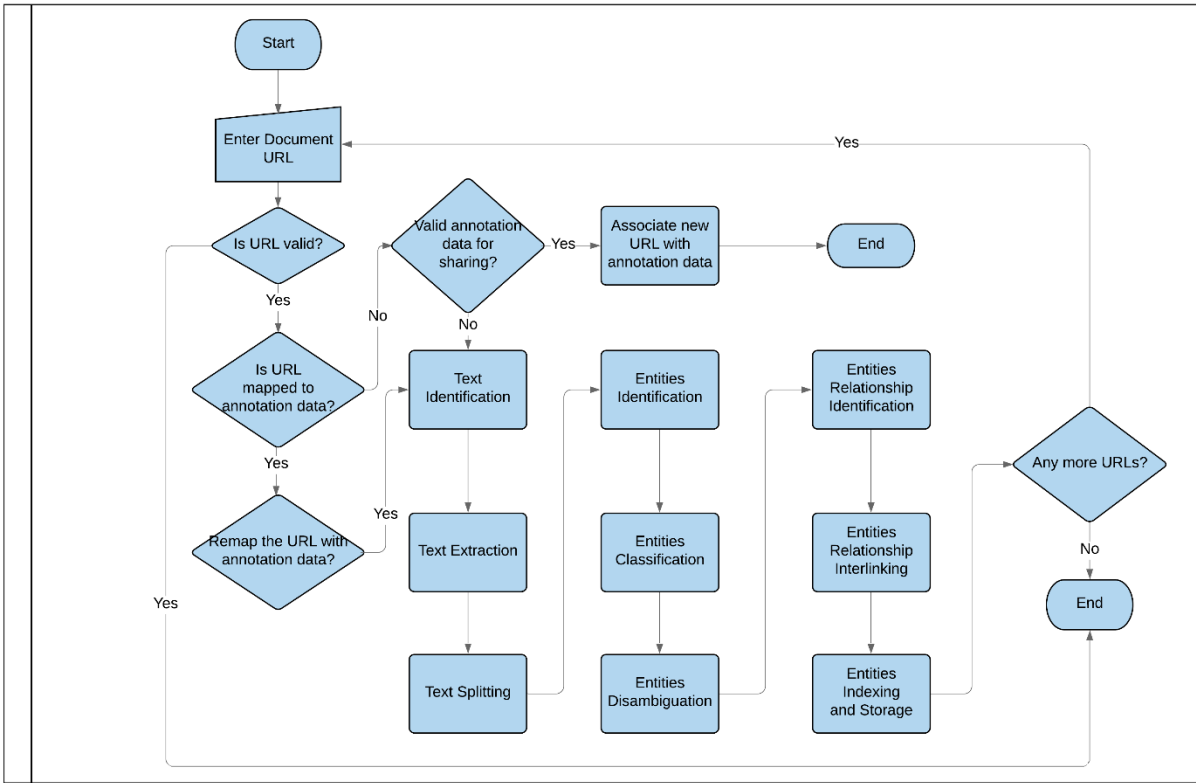 Start
Enter Document
URL
Yes
Is URL valid?
Valid annotation
data for
sharing?
Yes
Associate new
URL with
annotation data
End
Yes
No
No
Is URL
mapped to
annotation data?
Text
Identification
Entities
Identification
Entities
Relationship
Identification
Any more URLs?
Yes
Yes
Remap the URL with
annotation data?
Text Extraction
Entities
Classification
Entities
Relationship
Interlinking
No
Yes
End
Text Splitting
Entities
Disambiguation
Entities
Indexing
and Storage